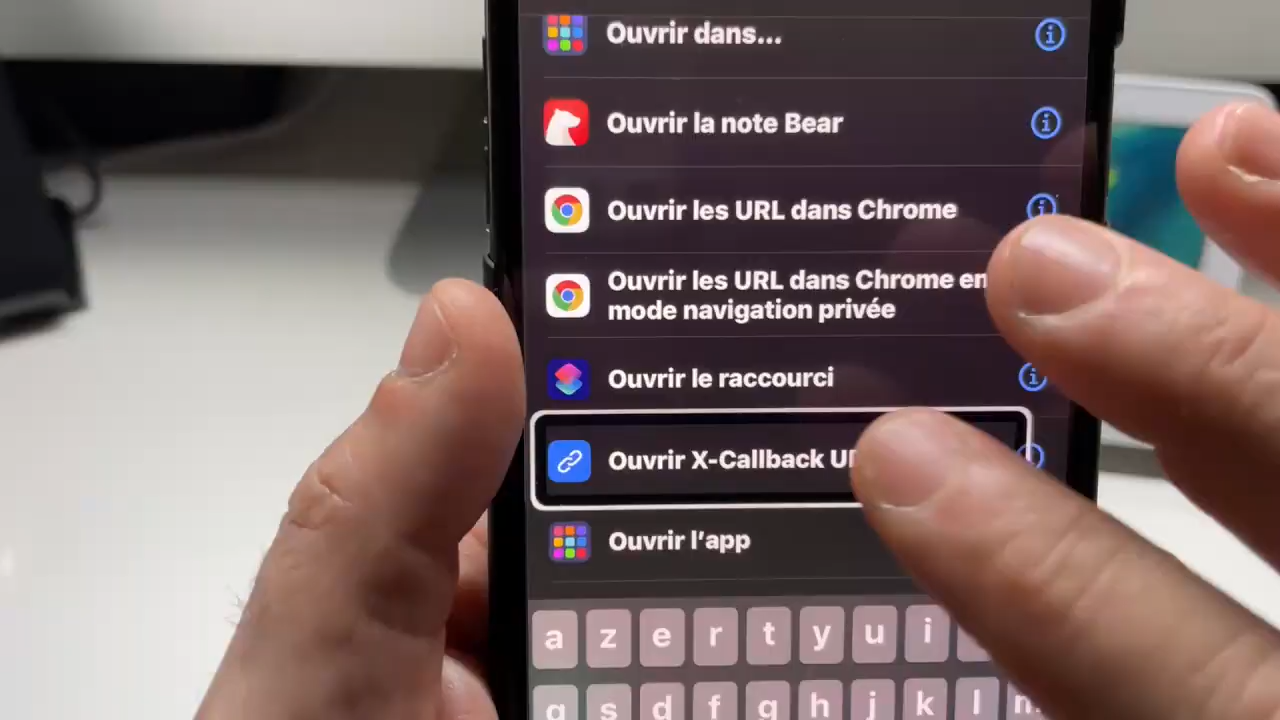 Ouvrir dans...
Ouvrir la note Bear
Ouvrir les URL dans Chrome
Ouvrir les URL dans Chrome en
mode navigation privée
Ouvrir le raccourci
Ouvrir X-Callback
Ouvrir l'app
a z e r t y u i
q s d f g h j k l m